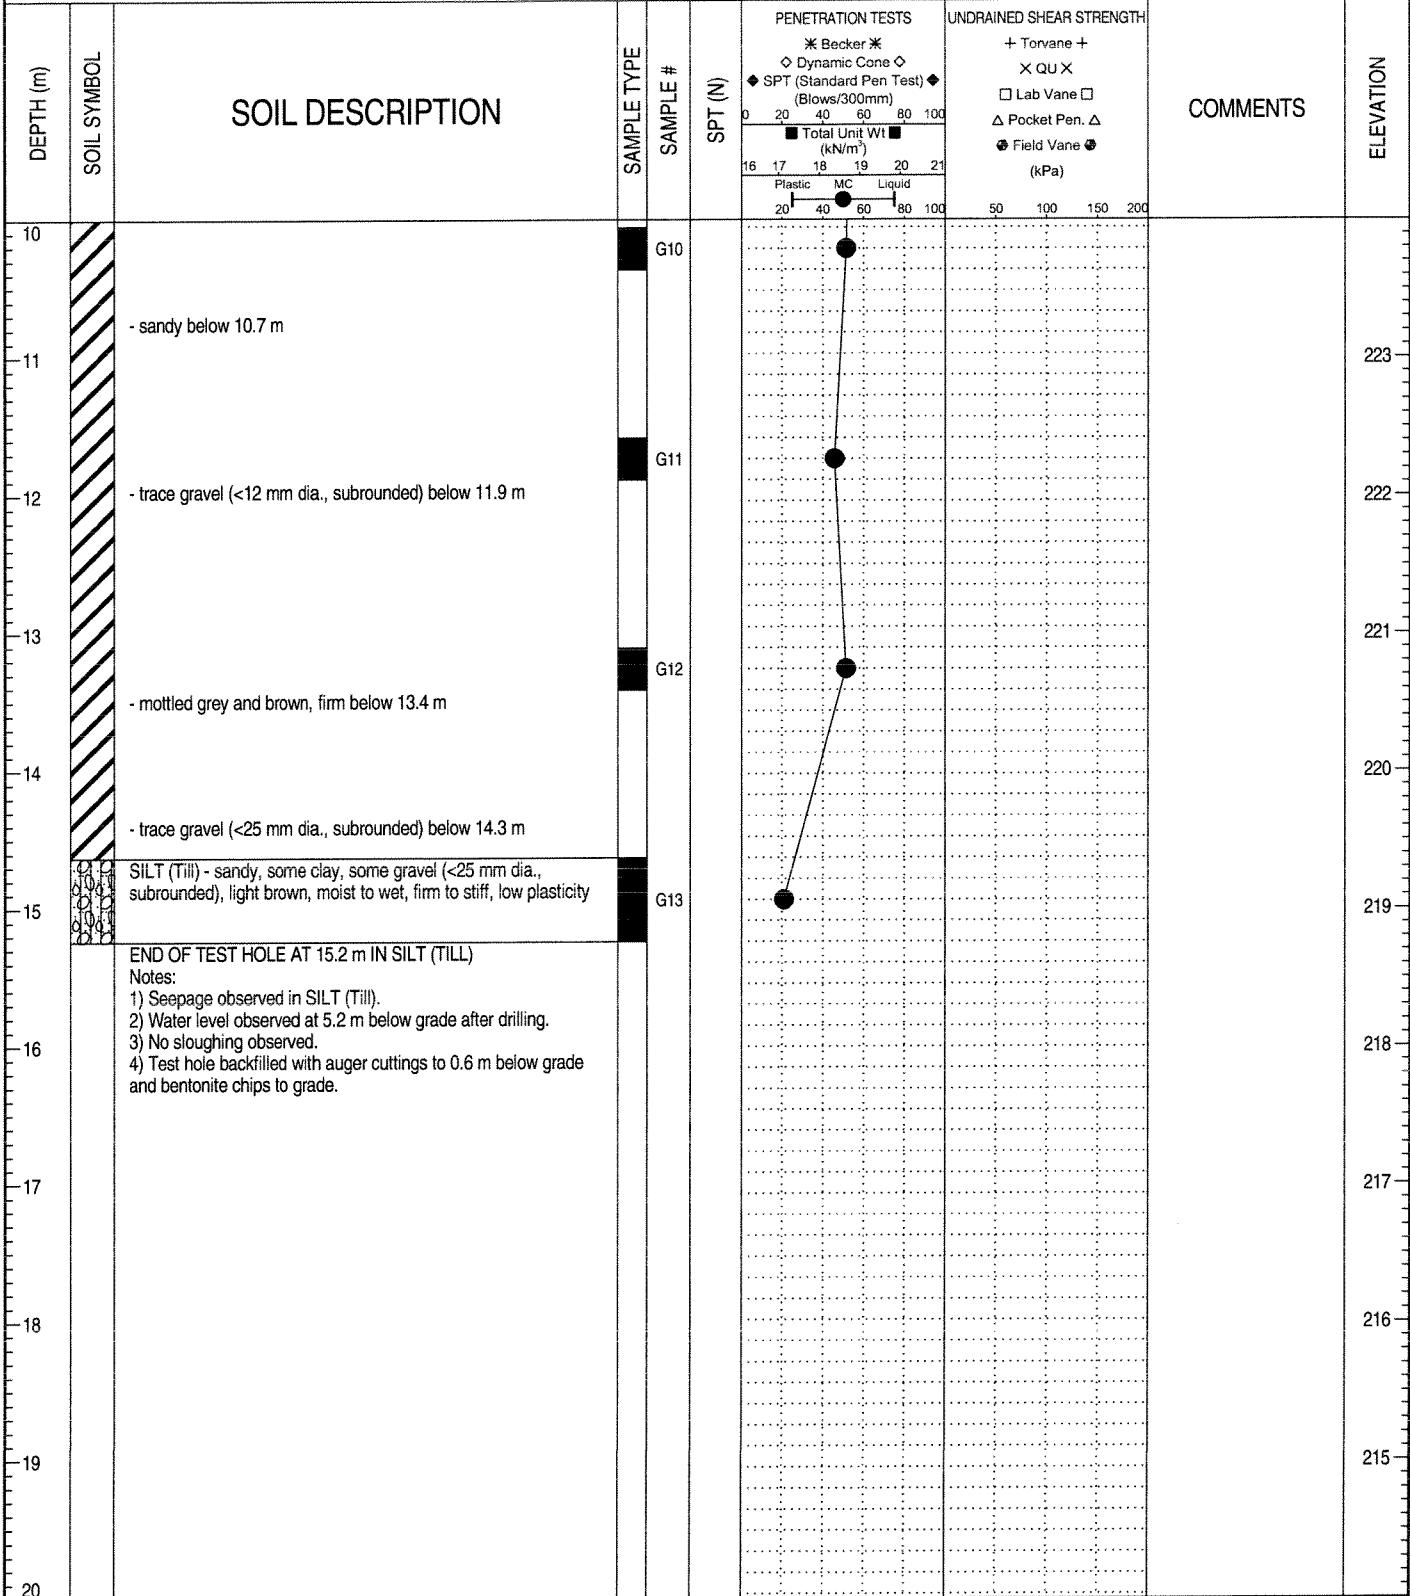 DEPTH (m)
SOIL SYMBOL
SOIL DESCRIPTION
SAMPLE TYPE
SAMPLE #
SPT (N)
PENETRATION TESTS
✳ Becker ✳
◇ Dynamic Cone ◇
◆ SPT (Standard Pen Test) ◆
(Blows/300mm)
0 20 40 60 80 100
■ Total Unit Wt ■
(kN/m³)
16 17 18 19 20 21
Plastic MC Liquid
20 40 60 80 100
UNDRAINED SHEAR STRENGTH
+ Torvane +
X QU X
□ Lab Vane □
△ Pocket Pen. △
Field Vane
(kPa)
50 100 150 200
COMMENTS
ELEVATION
10
G10
- sandy below 10.7 m
11
223
G11
- trace gravel (<12 mm dia., subrounded) below 11.9 m
12
222
13
221
G12
- mottled grey and brown, firm below 13.4 m
14
220
- trace gravel (<25 mm dia., subrounded) below 14.3 m
SILT (Till) - sandy, some clay, some gravel (<25 mm dia.,
subrounded), light brown, moist to wet, firm to stiff, low plasticity
G13
15
219
END OF TEST HOLE AT 15.2 m IN SILT (TILL)
Notes:
1) Seepage observed in SILT (Till).
2) Water level observed at 5.2 m below grade after drilling.
3) No sloughing observed.
16
218
4) Test hole backfilled with auger cuttings to 0.6 m below grade
and bentonite chips to grade.
17
217
18
216
19
215
20